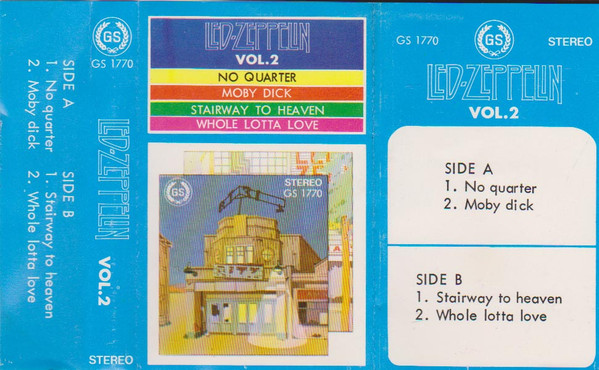 GS
GS 1770
SIDE A
1. No quarter
2. Moby dick
SIDE B
1. Stairway to heaven
2. Whole lotta love
LED-ZEPPELIN
VOL.2
STEREO
LED-ZEPPELIN
VOL.2
NO QUARTER
MOBY DICK
STAIRWAY TO HEAVEN
WHOLE LOTTA LOVE
GS
STEREO
GS 1770
GS 1770
GS
STEREO
LED-ZEPPELIN
VOL.2
SIDE A
1. No quarter
2. Moby dick
SIDE B
1. Stairway to heaven
2. Whole lotta love